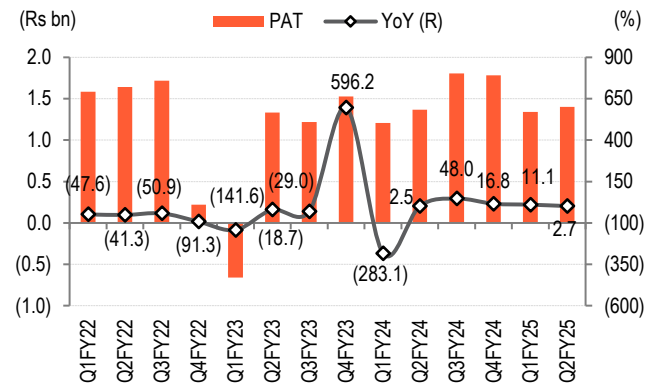 (Rs bn) PAT YoY (R) (%)
2.0 900
1.5 596.2 650
1.0 400
0.5 (47.6) (50.9) (141.6) (29.0) 2.5 48.0 16.8 11.1 150
0.0 (41.3) (91.3) (18.7) (283.1) 2.7 (100)
(0.5) (350)
(1.0) (600)
Q1FY22 Q2FY22 Q3FY22 Q4FY22 Q1FY23 Q2FY23 Q3FY23 Q4FY23 Q1FY24 Q2FY24 Q3FY24 Q4FY24 Q1FY25 Q2FY25